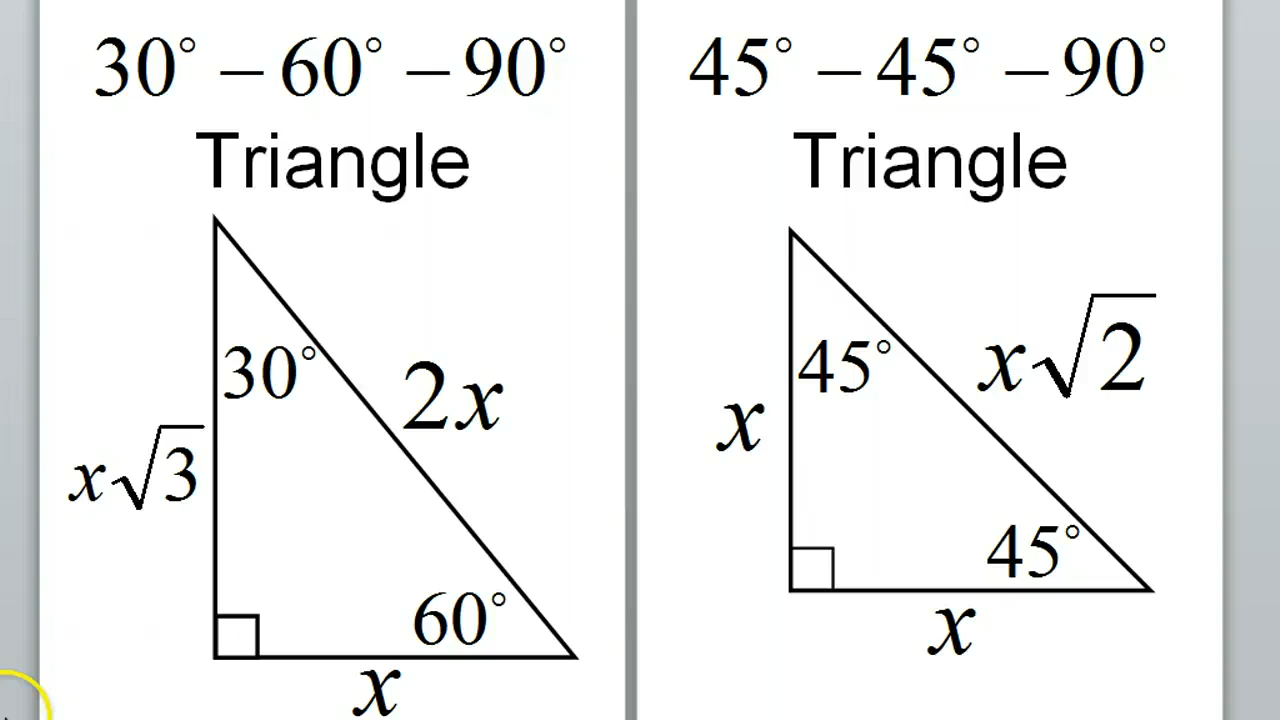 30° – 60° – 90°
Triangle
30°
2x
x√3
60°
x
45° – 45° – 90°
Triangle
45°
x√2
x
45°
x